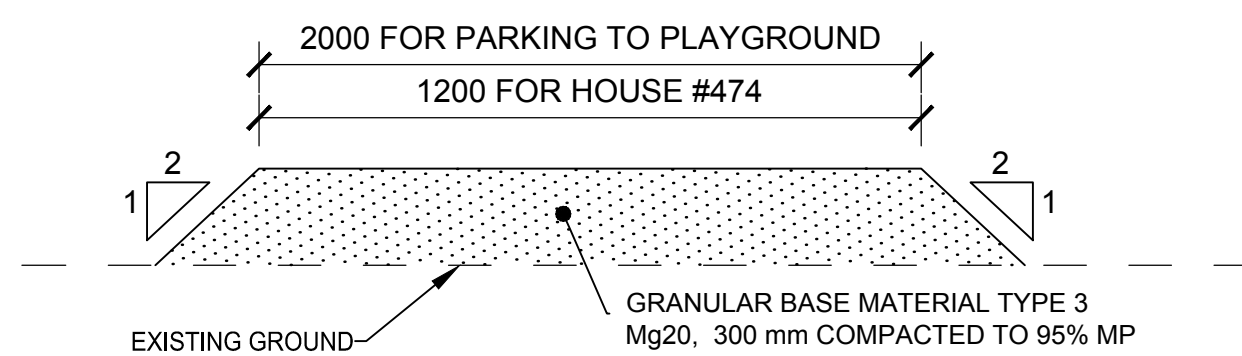 2000 FOR PARKING TO PLAYGROUND
1200 FOR HOUSE #474
2
1
2
1
GRANULAR BASE MATERIAL TYPE 3
Mg20, 300 mm COMPACTED TO 95% MP
EXISTING GROUND